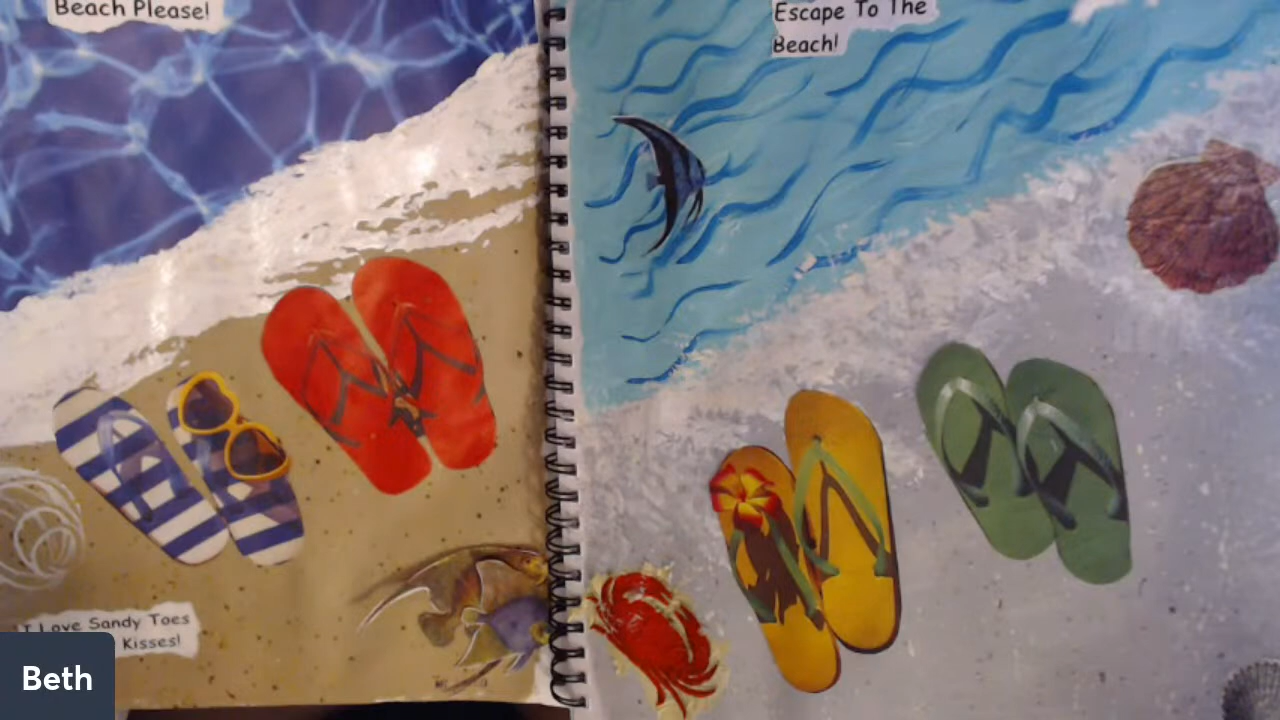 Beach Please!
Escape To The
Beach!
I Love Sandy Toes
Kisses!
Beth